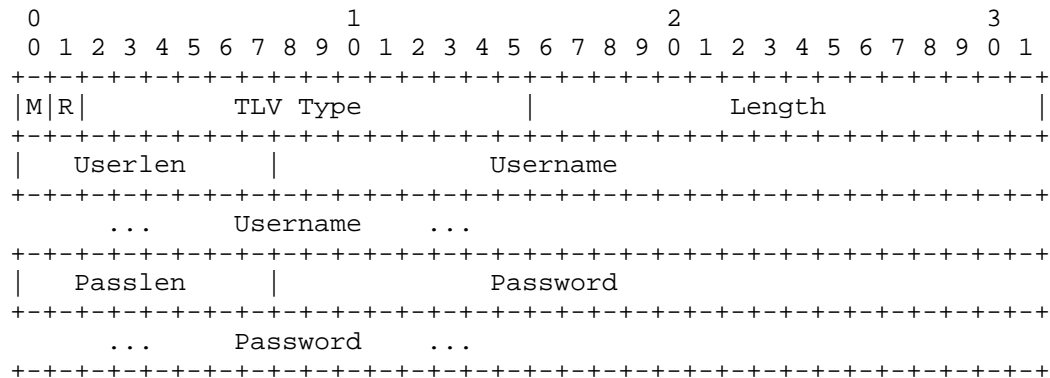 0                   1                   2                   3
 0 1 2 3 4 5 6 7 8 9 0 1 2 3 4 5 6 7 8 9 0 1 2 3 4 5 6 7 8 9 0 1
+-+-+-+-+-+-+-+-+-+-+-+-+-+-+-+-+-+-+-+-+-+-+-+-+-+-+-+-+-+-+-+-+
|M|R|         TLV Type          |            Length             |
+-+-+-+-+-+-+-+-+-+-+-+-+-+-+-+-+-+-+-+-+-+-+-+-+-+-+-+-+-+-+-+-+
|   Userlen     |             Username
+-+-+-+-+-+-+-+-+-+-+-+-+-+-+-+-+-+-+-+-+-+-+-+-+-+-+-+-+-+-+-+-+
      ...     Username    ...
+-+-+-+-+-+-+-+-+-+-+-+-+-+-+-+-+-+-+-+-+-+-+-+-+-+-+-+-+-+-+-+-+
|   Passlen     |             Password
+-+-+-+-+-+-+-+-+-+-+-+-+-+-+-+-+-+-+-+-+-+-+-+-+-+-+-+-+-+-+-+-+
      ...     Password    ...
+-+-+-+-+-+-+-+-+-+-+-+-+-+-+-+-+-+-+-+-+-+-+-+-+-+-+-+-+-+-+-+-+